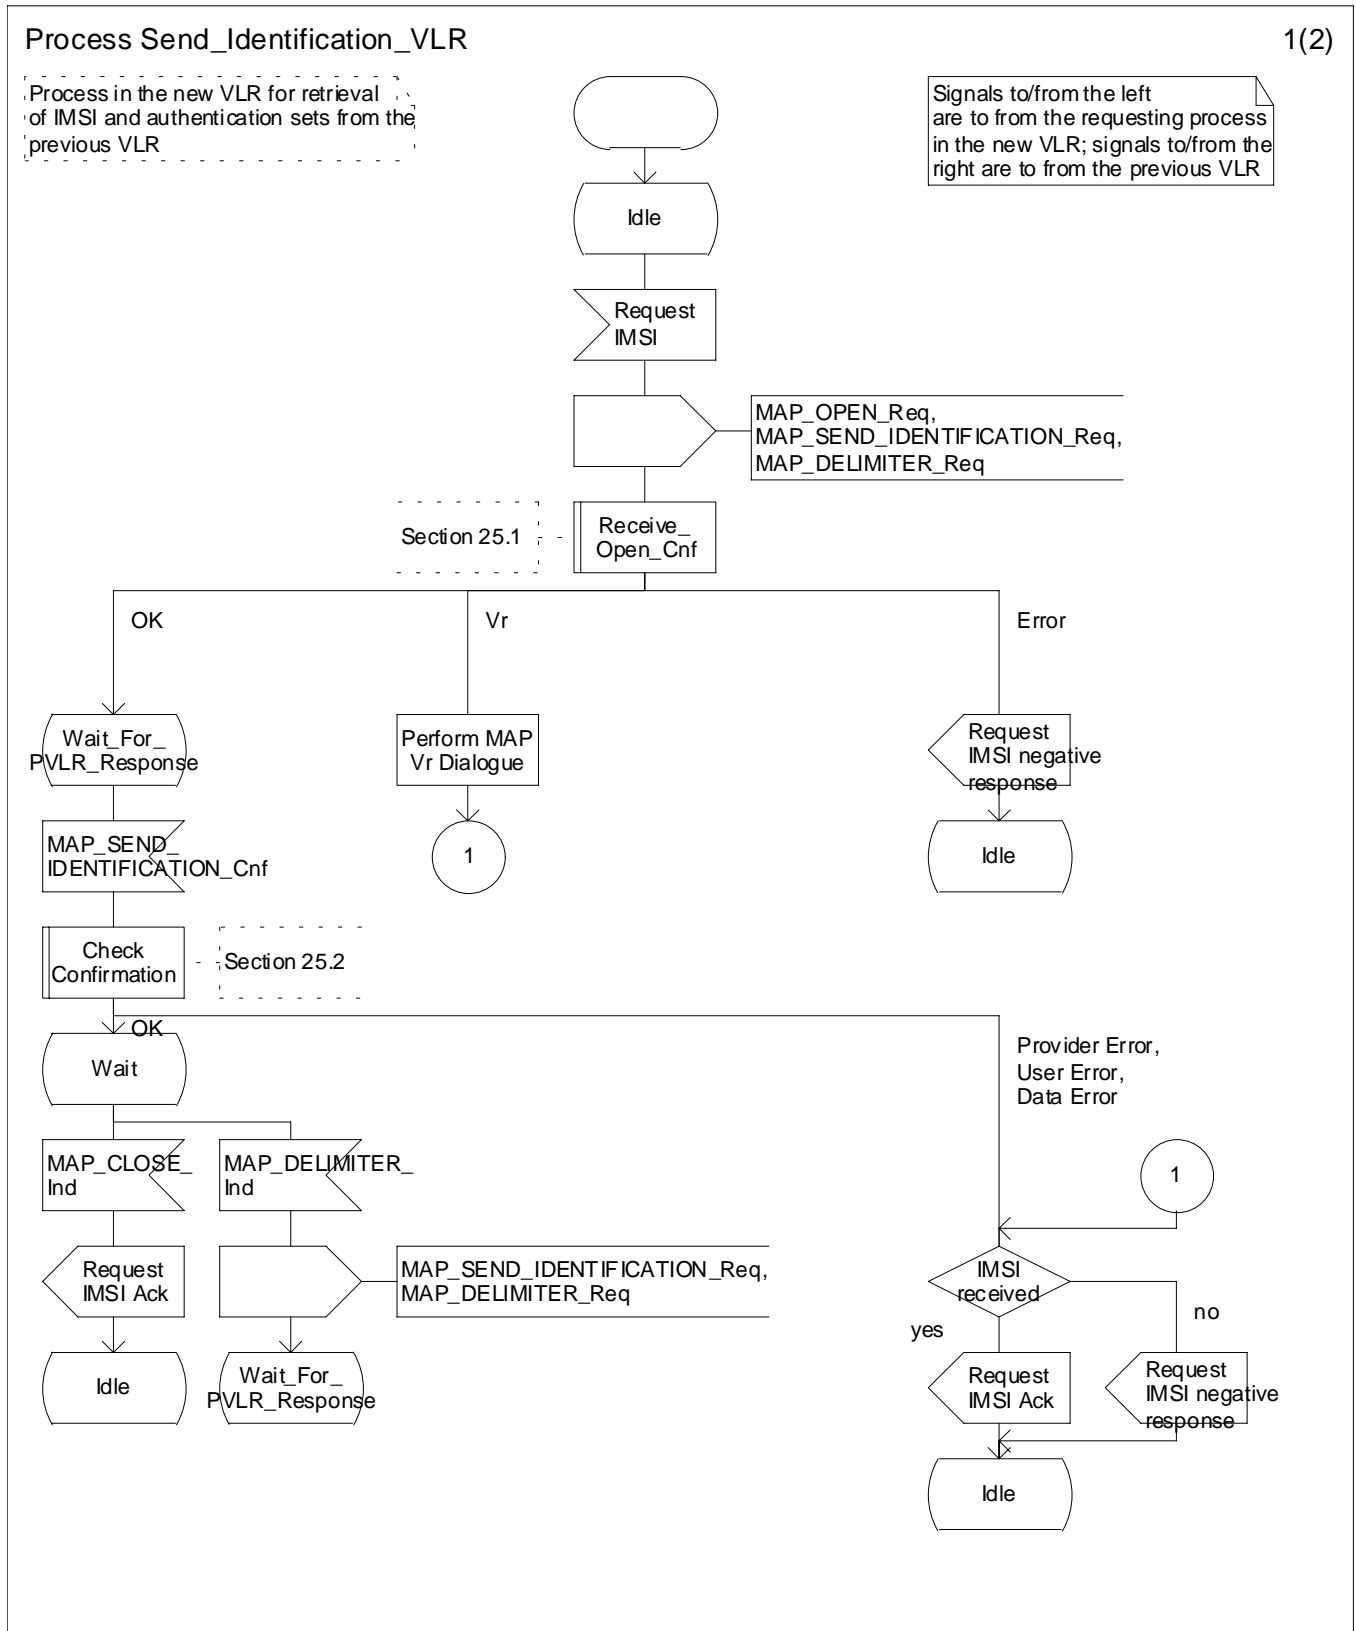 Process Send_Identification_VLR
1(2)
Process in the new VLR for retrieval
of IMSI and authentication sets from the
previous VLR
Signals to/from the left
are to from the requesting process
in the new VLR; signals to/from the
right are to from the previous VLR
Idle
Request
IMSI
MAP_OPEN_Req,
MAP_SEND_IDENTIFICATION_Req,
MAP_DELIMITER_Req
Section 25.1
Receive_
Open_Cnf
OK
Vr
Error
Wait_For_
PVLR_Response
Perform MAP
Vr Dialogue
Request
IMSI negative
response
MAP_SEND_
IDENTIFICATION_Cnf
1
Idle
Check
Confirmation
Section 25.2
OK
Wait
Provider Error,
User Error,
Data Error
MAP_CLOSE_
Ind
MAP_DELIMITER_
Ind
1
Request
IMSI Ack
MAP_SEND_IDENTIFICATION_Req,
MAP_DELIMITER_Req
IMSI
received
yes
no
Idle
Wait_For_
PVLR_Response
Request
IMSI Ack
Request
IMSI negative
response
Idle